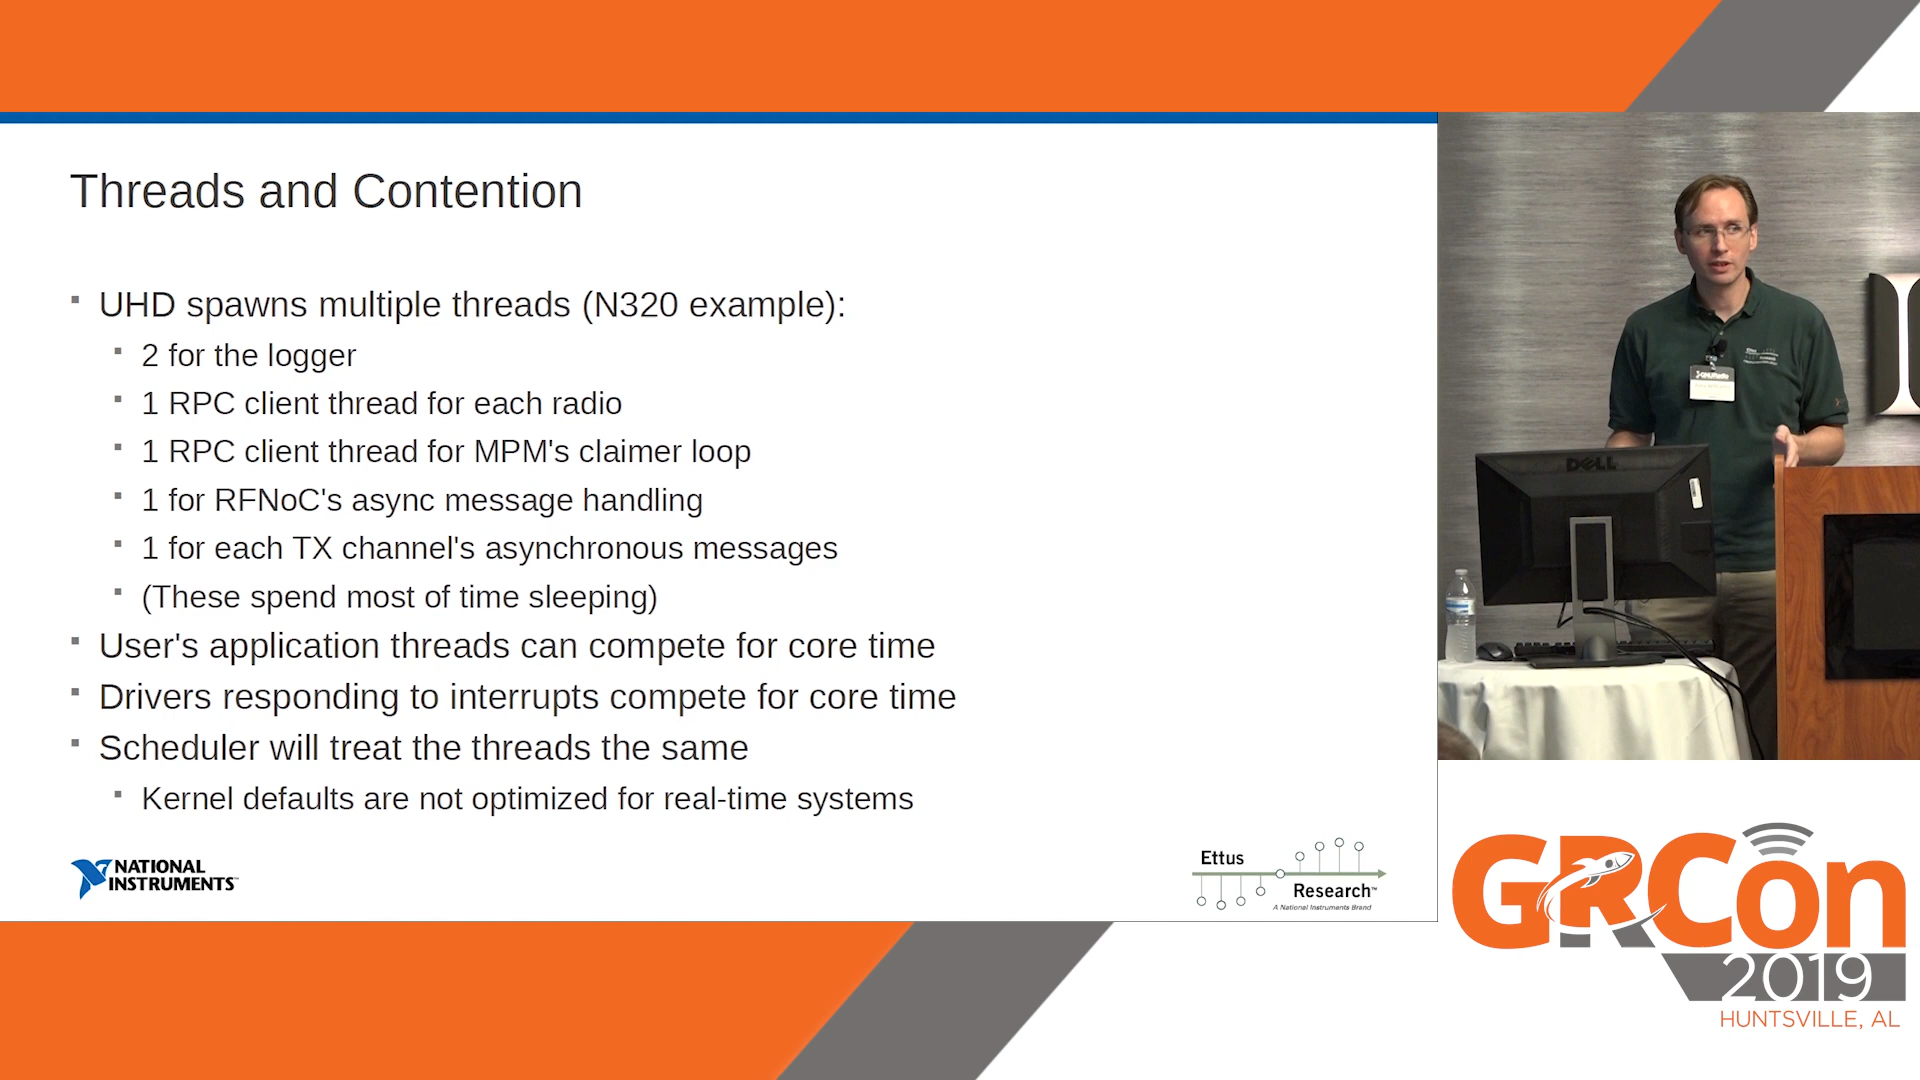 Threads and Contention
UHD spawns multiple threads (N320 example):
2 for the logger
1 RPC client thread for each radio
1 RPC client thread for MPM's claimer loop
1 for RFNoC's async message handling
1 for each TX channel's asynchronous messages
(These spend most of time sleeping)
User's application threads can compete for core time
Drivers responding to interrupts compete for core time
Scheduler will treat the threads the same
Kernel defaults are not optimized for real-time systems
NATIONAL
INSTRUMENTS™
Ettus
Research™
A National Instruments Brand
DELL
GNURadio
GRCon
2019
HUNTSVILLE, AL